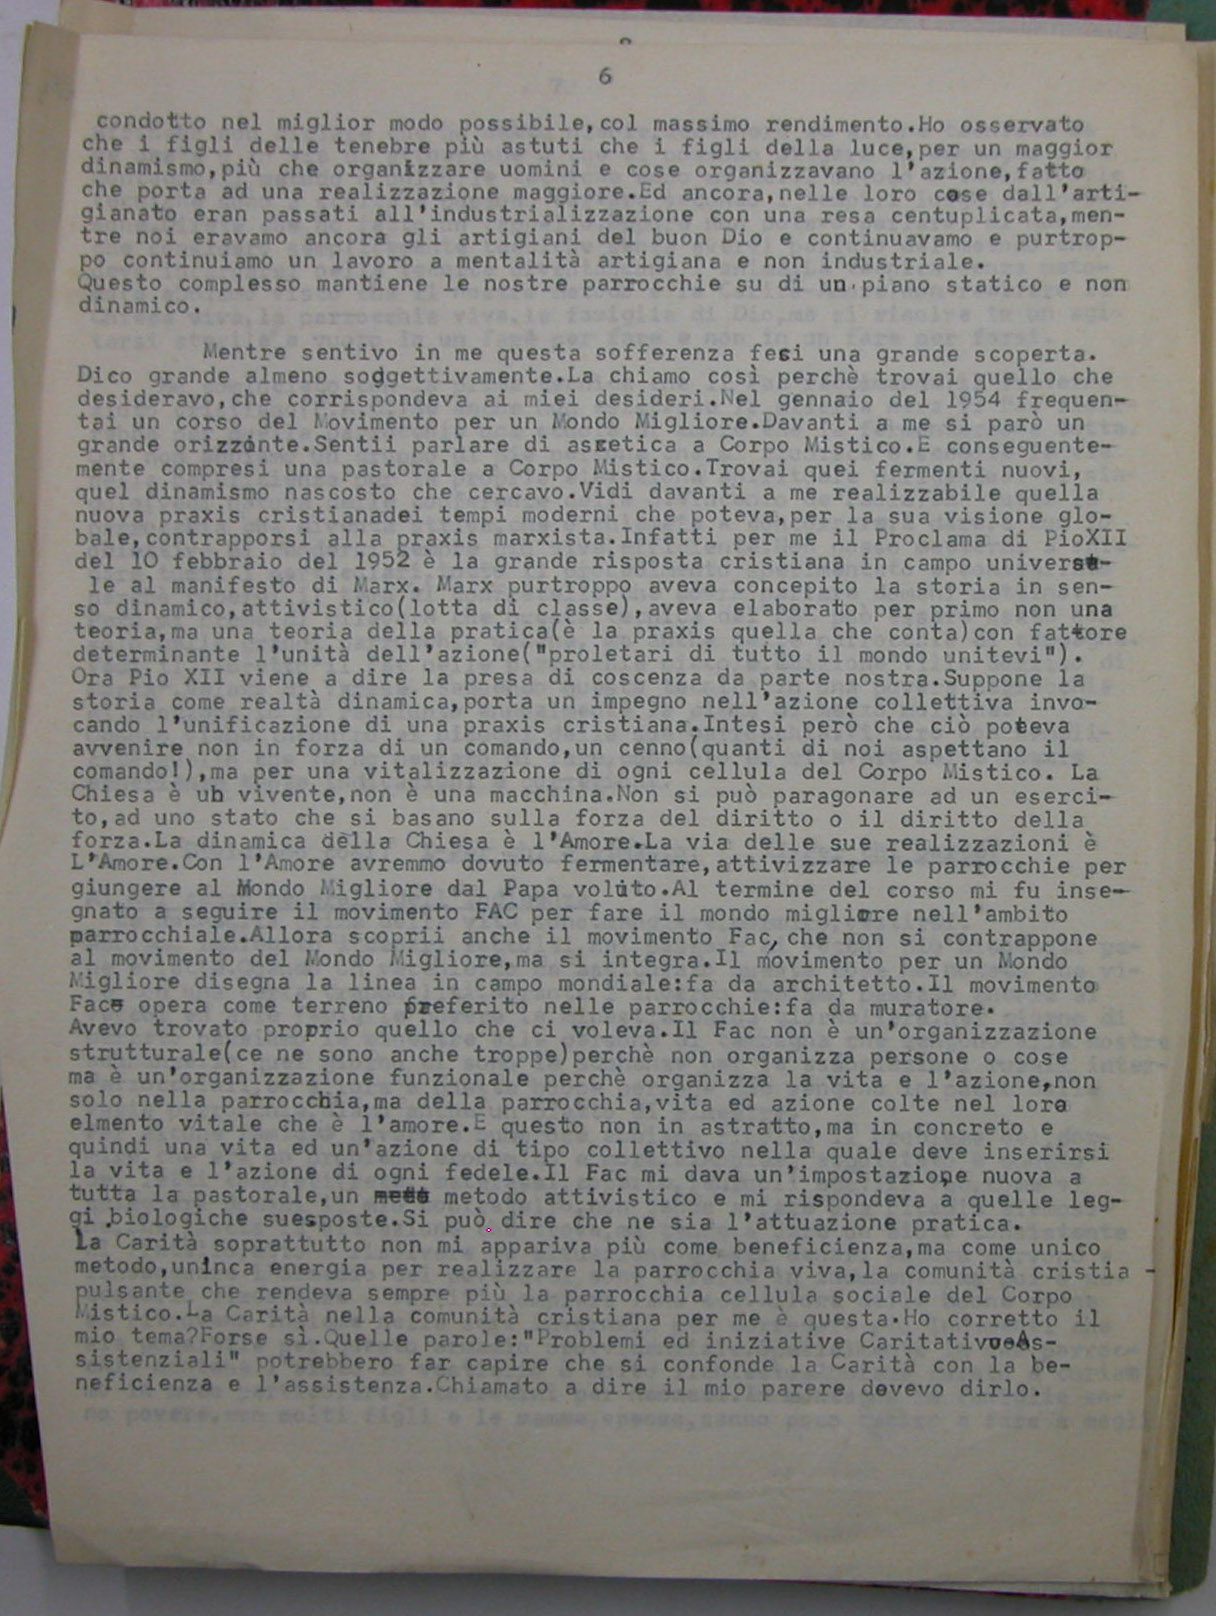 6
condotto nel miglior modo possibile,col massimo rendimento.Ho osservato
che i figli delle tenebre più astuti che i figli della luce,per un maggior
dinamismo,più che organizzare uomini e cose organizzavano l'azione,fatto
che porta ad una realizzazione maggiore.Ed ancora,nelle loro cose dall'arti-
gianato eran passati all'industrializzazione con una resa centuplicata,men-
tre noi eravamo ancora gli artigiani del buon Dio e continuavamo e purtrop-
po continuiamo un lavoro a mentalità artigiana e non industriale.
Questo complesso mantiene le nostre parrocchie su di un piano statico e non
dinamico.
Mentre sentivo in me questa sofferenza feci una grande scoperta.
Dico grande almeno soggettivamente.La chiamo così perchè trovai quello che
desideravo,che corrispondeva ai miei desideri.Nel gennaio del 1954 frequen-
tai un corso del Movimento per un Mondo Migliore.Davanti a me si parò un
grande orizzonte.Sentii parlare di ascetica a Corpo Mistico.E conseguente-
mente compresi una pastorale a Corpo Mistico.Trovai quei fermenti nuovi,
quel dinamismo nascosto che cercavo.Vidi davanti a me realizzabile quella
nuova praxis cristianadei tempi moderni che poteva,per la sua visione glo-
bale,contrapporsi alla praxis marxista.Infatti per me il Proclama di PioXII
del 10 febbraio del 1952 è la grande risposta cristiana in campo universa-
le al manifesto di Marx. Marx purtroppo aveva concepito la storia in sen-
so dinamico,attivistico(lotta di classe),aveva elaborato per primo non una
teoria,ma una teoria della pratica(è la praxis quella che conta)con fattore
determinante l'unità dell'azione("proletari di tutto il mondo unitevi").
Ora Pio XII viene a dire la presa di coscenza da parte nostra.Suppone la
storia come realtà dinamica,porta un impegno nell'azione collettiva invo-
cando l'unificazione di una praxis cristiana.Intesi però che ciò poteva
avvenire non in forza di un comando,un cenno(quanti di noi aspettano il
comando!),ma per una vitalizzazione di ogni cellula del Corpo Mistico. La
Chiesa è uh vivente,non è una macchina.Non si può paragonare ad un eserci-
to,ad uno stato che si basano sulla forza del diritto o il diritto della
forza.La dinamica della Chiesa è l'Amore.La via delle sue realizzazioni è
L'Amore.Con l'Amore avremmo dovuto fermentare,attivizzare le parrocchie per
giungere al Mondo Migliore dal Papa voluto.Al termine del corso mi fu inse-
gnato a seguire il movimento FAC per fare il mondo migliore nell'ambito
parrocchiale.Allora scoprii anche il movimento Fac, che non si contrappone
al movimento del Mondo Migliore,ma si integra.Il movimento per un Mondo
Migliore disegna la linea in campo mondiale:fa da architetto.Il movimento
Fac opera come terreno preferito nelle parrocchie:fa da muratore.
Avevo trovato proprio quello che ci voleva.Il Fac non è un'organizzazione
strutturale(ce ne sono anche troppe)perchè non organizza persone o cose
ma è un'organizzazione funzionale perchè organizza la vita e l'azione,non
solo nella parrocchia,ma della parrocchia,vita ed azione colte nel loro
elmento vitale che è l'amore.E questo non in astratto,ma in concreto e
quindi una vita ed un'azione di tipo collettivo nella quale deve inserirsi
la vita e l'azione di ogni fedele.Il Fac mi dava un'impostazione nuova a
tutta la pastorale,un metodo attivistico e mi rispondeva a quelle leg-
gi biologiche suesposte.Si può dire che ne sia l'attuazione pratica.
La Carità soprattutto non mi appariva più come beneficienza,ma come unico
metodo,uninca energia per realizzare la parrocchia viva,la comunità cristia -
pulsante che rendeva sempre più la parrocchia cellula sociale del Corpo
Mistico.La Carità nella comunità cristiana per me è questa.Ho corretto il
mio tema?Forse sì.Quelle parole:"Problemi ed iniziative As-
sistenziali" potrebbero far capire che si confonde la Carità con la be-
neficienza e l'assistenza.Chiamato a dire il mio parere dovevo dirlo.